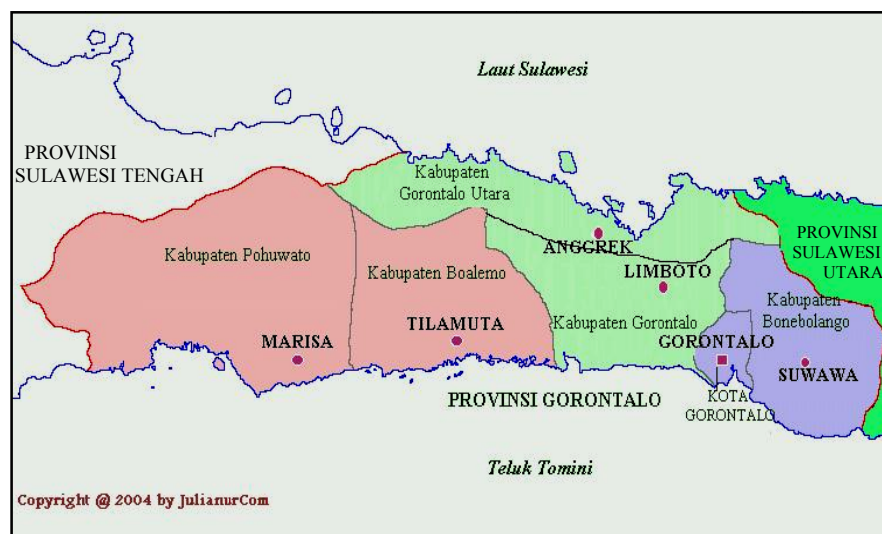 Laut Sulawesi
PROVINSI
SULAWESI TENGAH
Kabupaten
Gorontalo Utara
PROVINSI
SULAWESI
UTARA
Kabupaten Pohuwato
ANGGREK
Kabupaten Boalemo
LIMBOTO
Kabupaten
Bonebolango
Kabupaten Gorontalo
TILAMUTA
MARISA
GORONTALO
SUWAWA
PROVINSI GORONTALO
KOTA
GORONTALO
Teluk Tomini
Copyright @ 2004 by JulianurCom